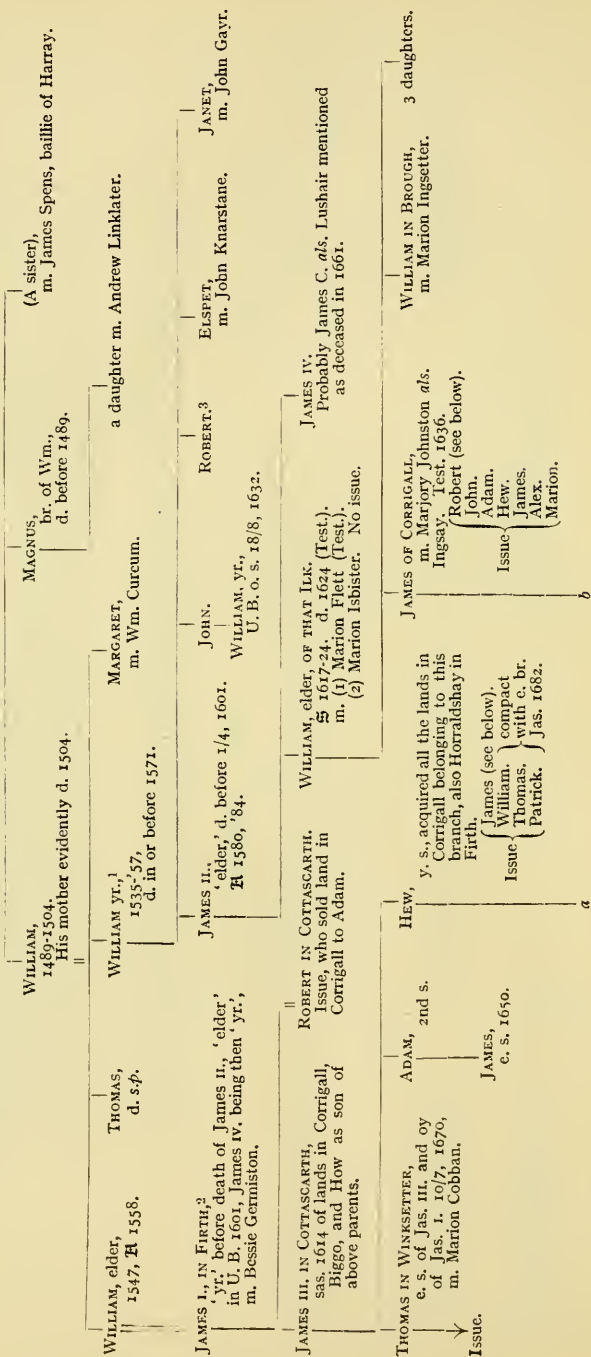 WILLIAM,
1489-1504.
His mother evidently d. 1504.
MAGNUS,
br. of Wm.,
d. before 1489.
(A sister),
m. James Spens, baillie of Harray.
WILLIAM, elder,
1547, 𝕽 1558.
THOMAS,
d. s.p.
WILLIAM yr.,¹
1535-'57,
d. in or before 1571.
MARGARET,
m. Wm. Curcum.
a daughter m. Andrew Linklater.
JAMES I., IN FIRTH,²
'yr.' before death of James II., 'elder'
in U. B. 1601, James IV. being then 'yr.',
m. Bessie Germiston.
JAMES II.,
'elder,' d. before 1/4, 1601.
𝕽 1580, '84.
JOHN.
WILLIAM, yr.,
U. B. o. s. 18/8, 1632.
ROBERT.³
ELSPET,
m. John Knarstane.
JANET,
m. John Gayr.
JAMES III. IN COTTASCARTH,
sas. 1614 of lands in Corrigall,
Biggo, and How as son of
above parents.
ROBERT IN COTTASCARTH.
Issue, who sold land in
Corrigall to Adam.
WILLIAM, elder, OF THAT ILK.
𝕾 1617-24. d. 1624 (Test.).
m. (1) Marion Flett (Test.).
(2) Marion Isbister. No issue.
JAMES IV.
Probably James C. als. Lushair mentioned
as deceased in 1661.
THOMAS IN WINKSETTER,
e. s. of Jas. III. and oy
of Jas. I. 10/7, 1670,
m. Marion Cobban.
Issue.
ADAM,
2nd s.
JAMES,
e. s. 1650.
HEW,
y. s., acquired all the lands in
Corrigall belonging to this
branch, also Horraldshay in
Firth.
Issue { James (see below).
William. } compact
Thomas. } with e. br.
Patrick. } Jas. 1682.
a
JAMES OF CORRIGALL,
m. Marjory Johnston als.
Ingsay. Test. 1636.
Issue { Robert (see below).
John.
Adam.
Hew.
James.
Alex.
Marion.
b
WILLIAM IN BROUGH,
m. Marion Ingsetter.
3 daughters.